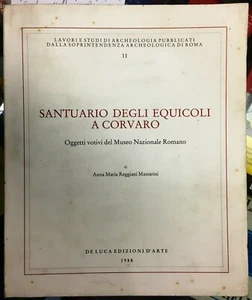 LAVORI E STUDI DI ARCHEOLOGIA PUBBLICATI
DALLA SOPRINTENDENZA ARCHEOLOGICA DI ROMA
11
SANTUARIO DEGLI EQUICOLI
A CORVARO
Oggetti votivi del Museo Nazionale Romano
di
Anna Maria Reggiani Massarini
DE LUCA EDIZIONI D'ARTE
1988